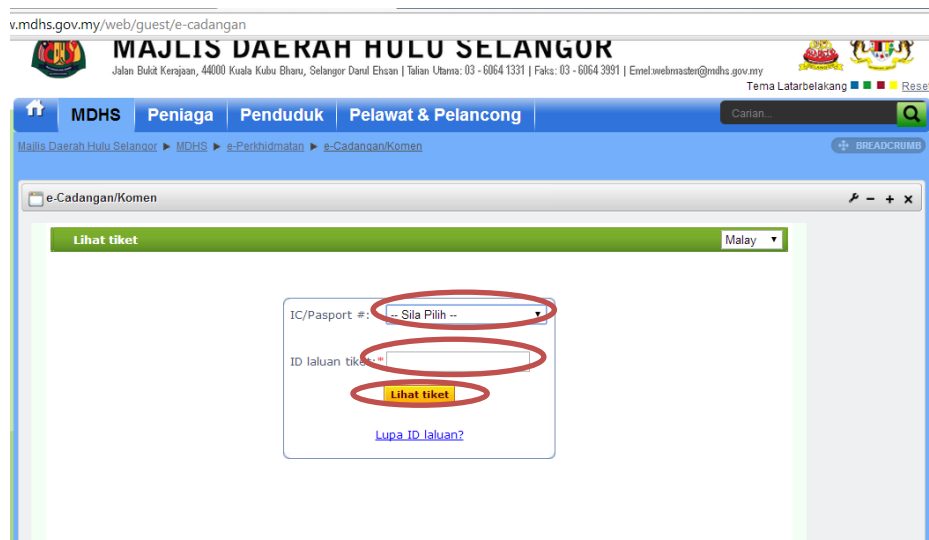 v.mdhs.gov.my/web/guest/e-cadangan
MAJLIS DAERAH HULU SELANGOR
Jalan Bukit Kerajaan, 44000 Kuala Kubu Bharu, Selangor Darul Ehsan | Talian Utama: 03 - 6064 1331 | Faks: 03 - 6064 3991 | Emel:webmaster@mdhs.gov.my
Tema Latarbelakang Reset
MDHS Peniaga Penduduk Pelawat & Pelancong Carian...
Majlis Daerah Hulu Selangor ▶ MDHS ▶ e-Perkhidmatan ▶ e-Cadangan/Komen BREADCRUMB
e-Cadangan/Komen
Lihat tiket Malay
IC/Pasport #: -- Sila Pilih --
ID laluan tiket:*
Lihat tiket
Lupa ID laluan?